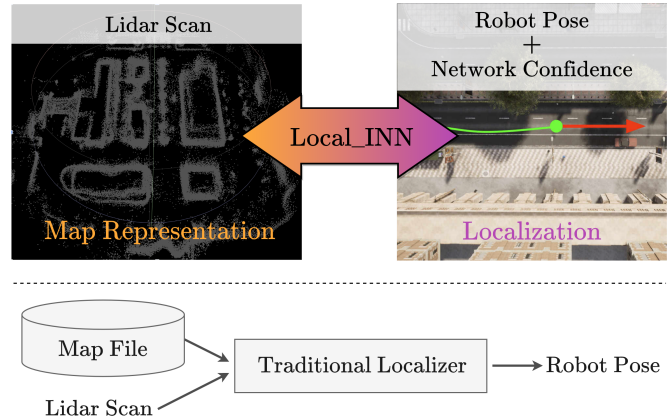 Lidar Scan
Robot Pose
+
Network Confidence
Local_INN
Map Representation
Localization
Map File
Lidar Scan
Traditional Localizer
Robot Pose